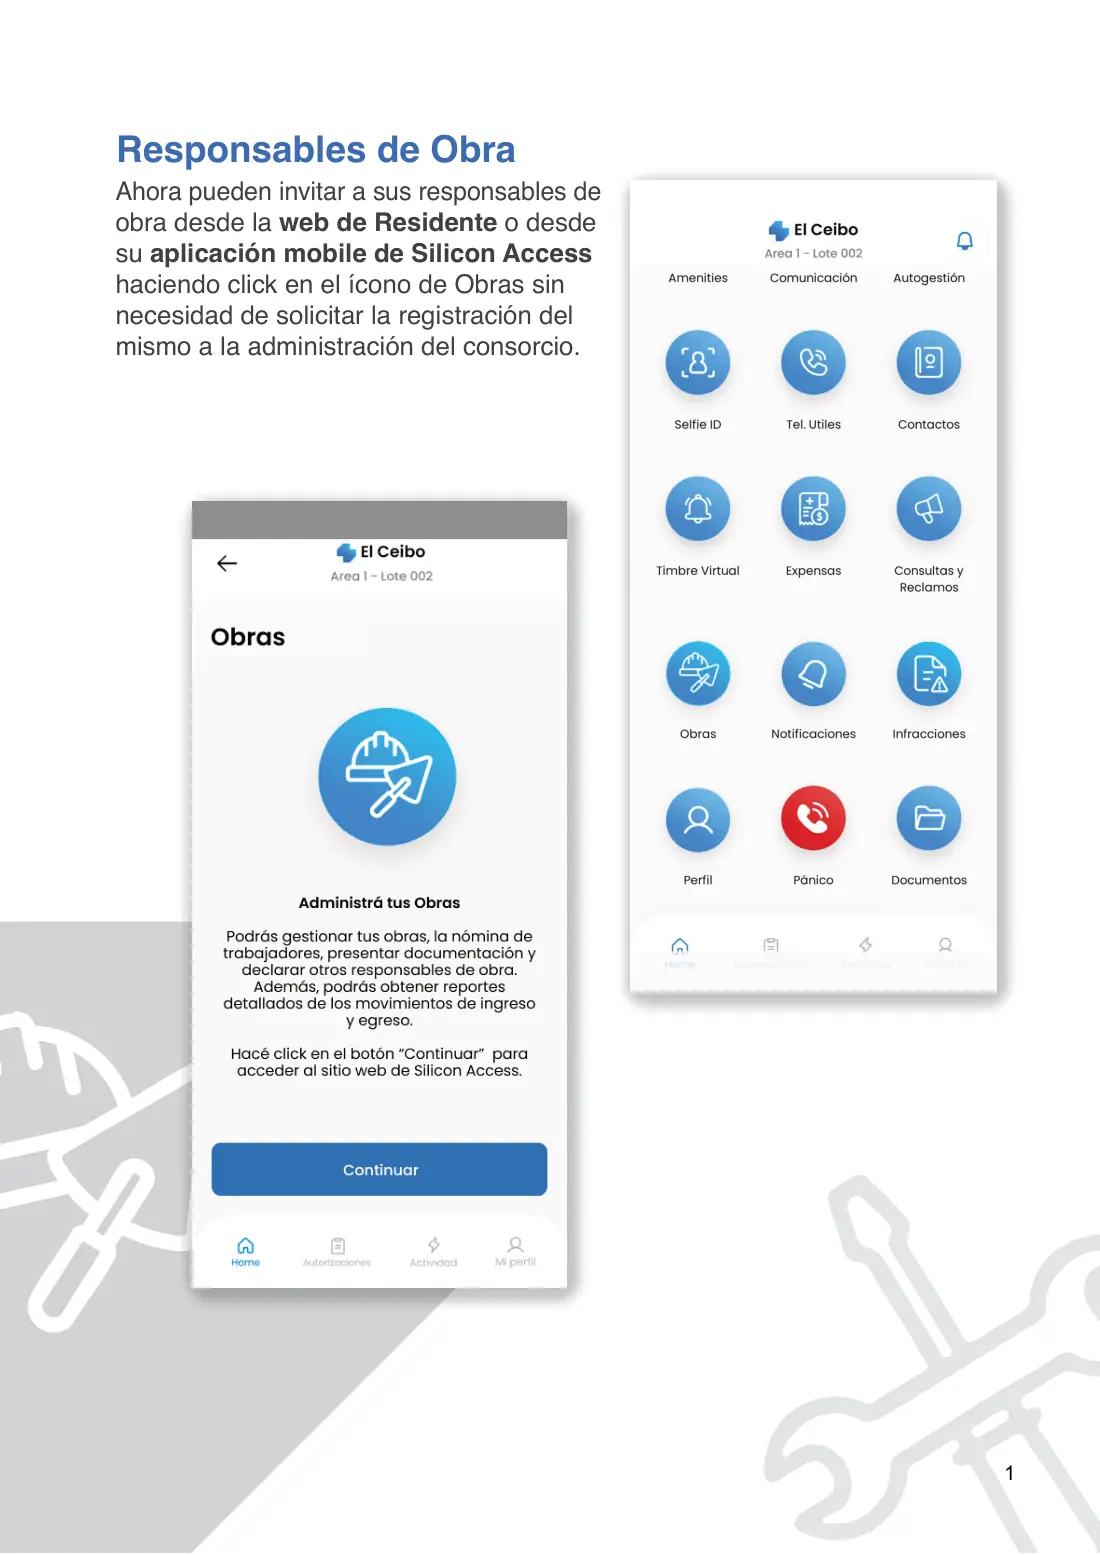 Responsables de Obra
Ahora pueden invitar a sus responsables de
obra desde la web de Residente o desde
su aplicación mobile de Silicon Access
haciendo click en el ícono de Obras sin
necesidad de solicitar la registración del
mismo a la administración del consorcio.
El Ceibo
Area 1 - Lote 002
Amenities Comunicación Autogestión
Selfie ID Tel. Utiles Contactos
Timbre Virtual Expensas Consultas y
Reclamos
Obras Notificaciones Infracciones
Perfil Pánico Documentos
Home
El Ceibo
Area 1 - Lote 002
Obras
Administrá tus Obras
Podrás gestionar tus obras, la nómina de
trabajadores, presentar documentación y
declarar otros responsables de obra.
Además, podrás obtener reportes
detallados de los movimientos de ingreso
y egreso.
Hacé click en el botón “Continuar” para
acceder al sitio web de Silicon Access.
Continuar
Home Autorizaciones Actividad Mi perfil
1